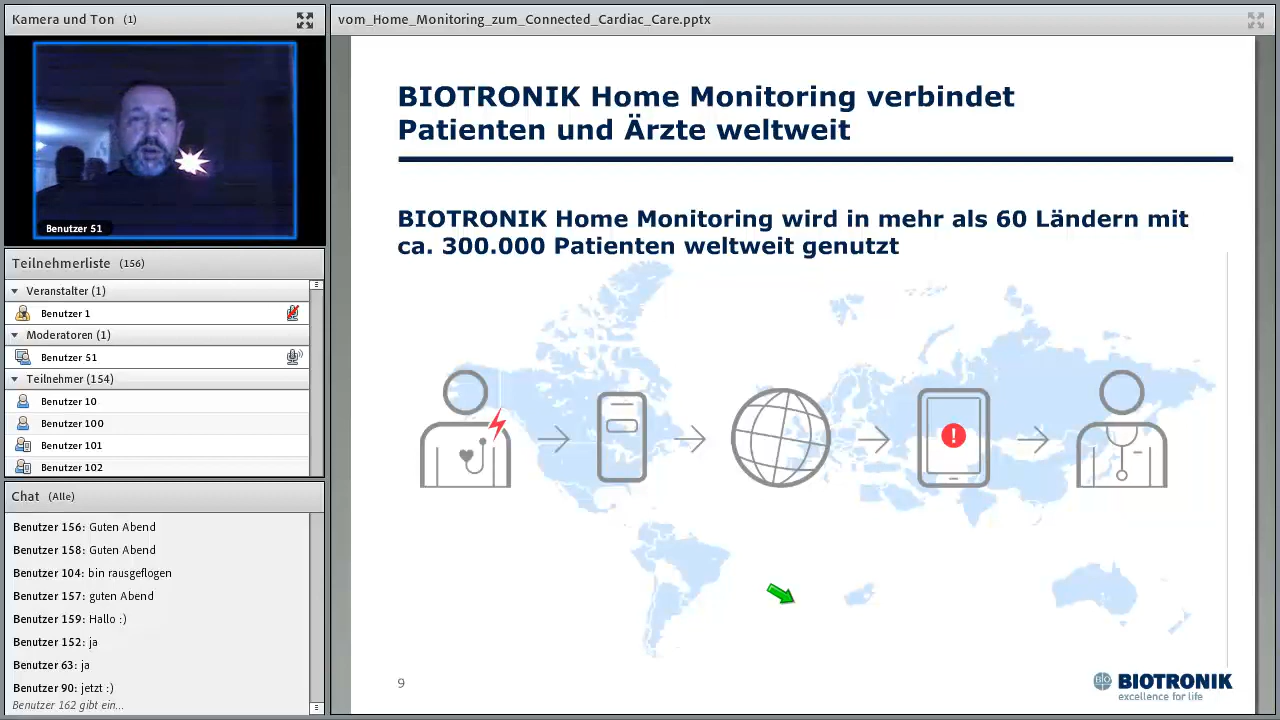 Kamera und Ton (1)
Benutzer 51
Teilnehmerliste (156)
Veranstalter (1)
Benutzer 1
Moderatoren (1)
Benutzer 51
Teilnehmer (154)
Benutzer 10
Benutzer 100
Benutzer 101
Benutzer 102
Chat (Alle)
Benutzer 156: Guten Abend
Benutzer 158: Guten Abend
Benutzer 104: bin rausgeflogen
Benutzer 157: guten Abend
Benutzer 159: Hallo :)
Benutzer 152: ja
Benutzer 63: ja
Benutzer 90: jetzt :)
Benutzer 162 gibt ein...
vom_Home_Monitoring_zum_Connected_Cardiac_Care.pptx
BIOTRONIK Home Monitoring verbindet
Patienten und Ärzte weltweit
BIOTRONIK Home Monitoring wird in mehr als 60 Ländern mit
ca. 300.000 Patienten weltweit genutzt
!
9
BIO BIOTRONIK
excellence for life